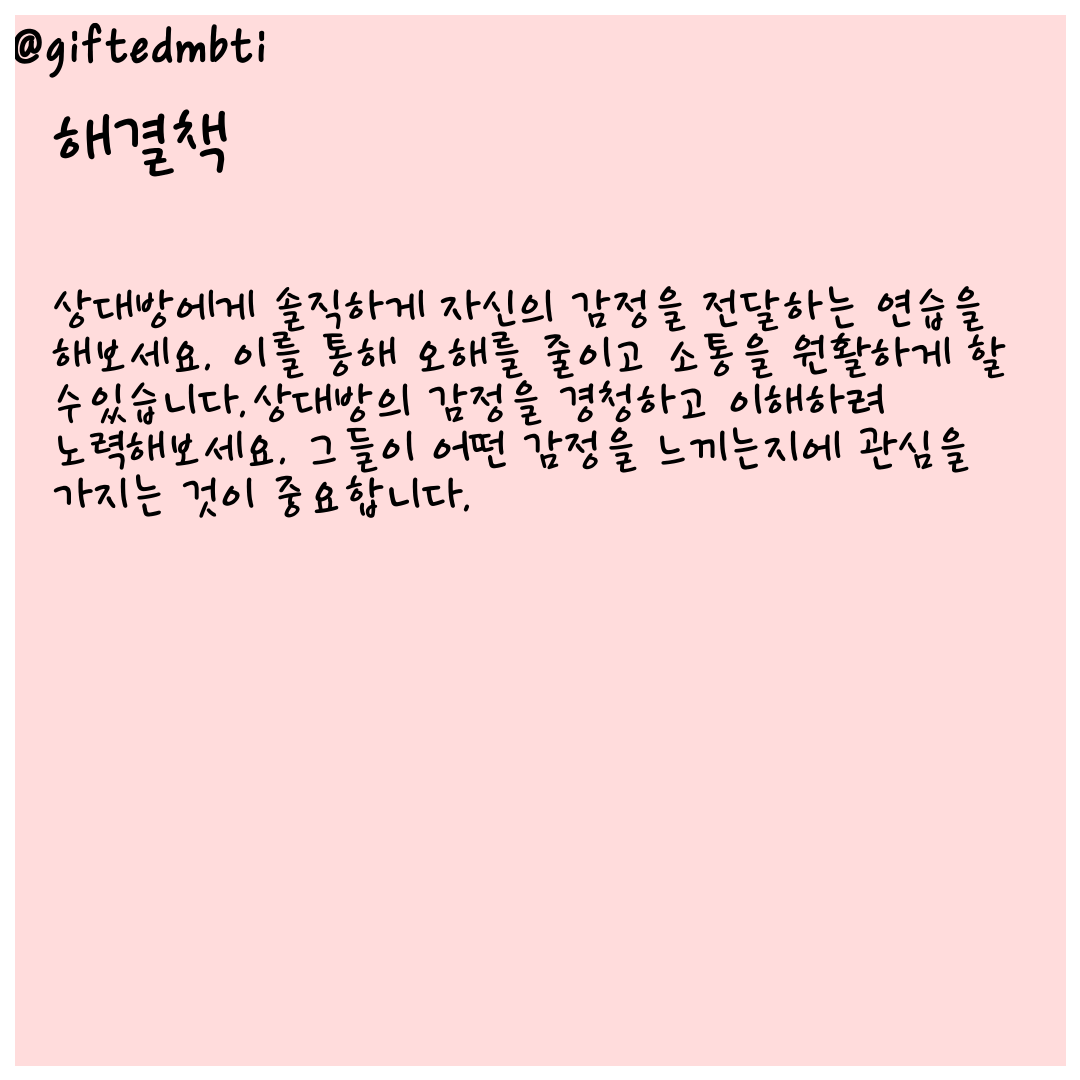 @giftedmbti
해결책
상대방에게 솔직하게 자신의 감정을 전달하는 연습을
해보세요. 이를 통해 오해를 줄이고 소통을 원활하게 할
수있습니다.상대방의 감정을 경청하고 이해하려
노력해보세요. 그들이 어떤 감정을 느끼는지에 관심을
가지는 것이 중요합니다.